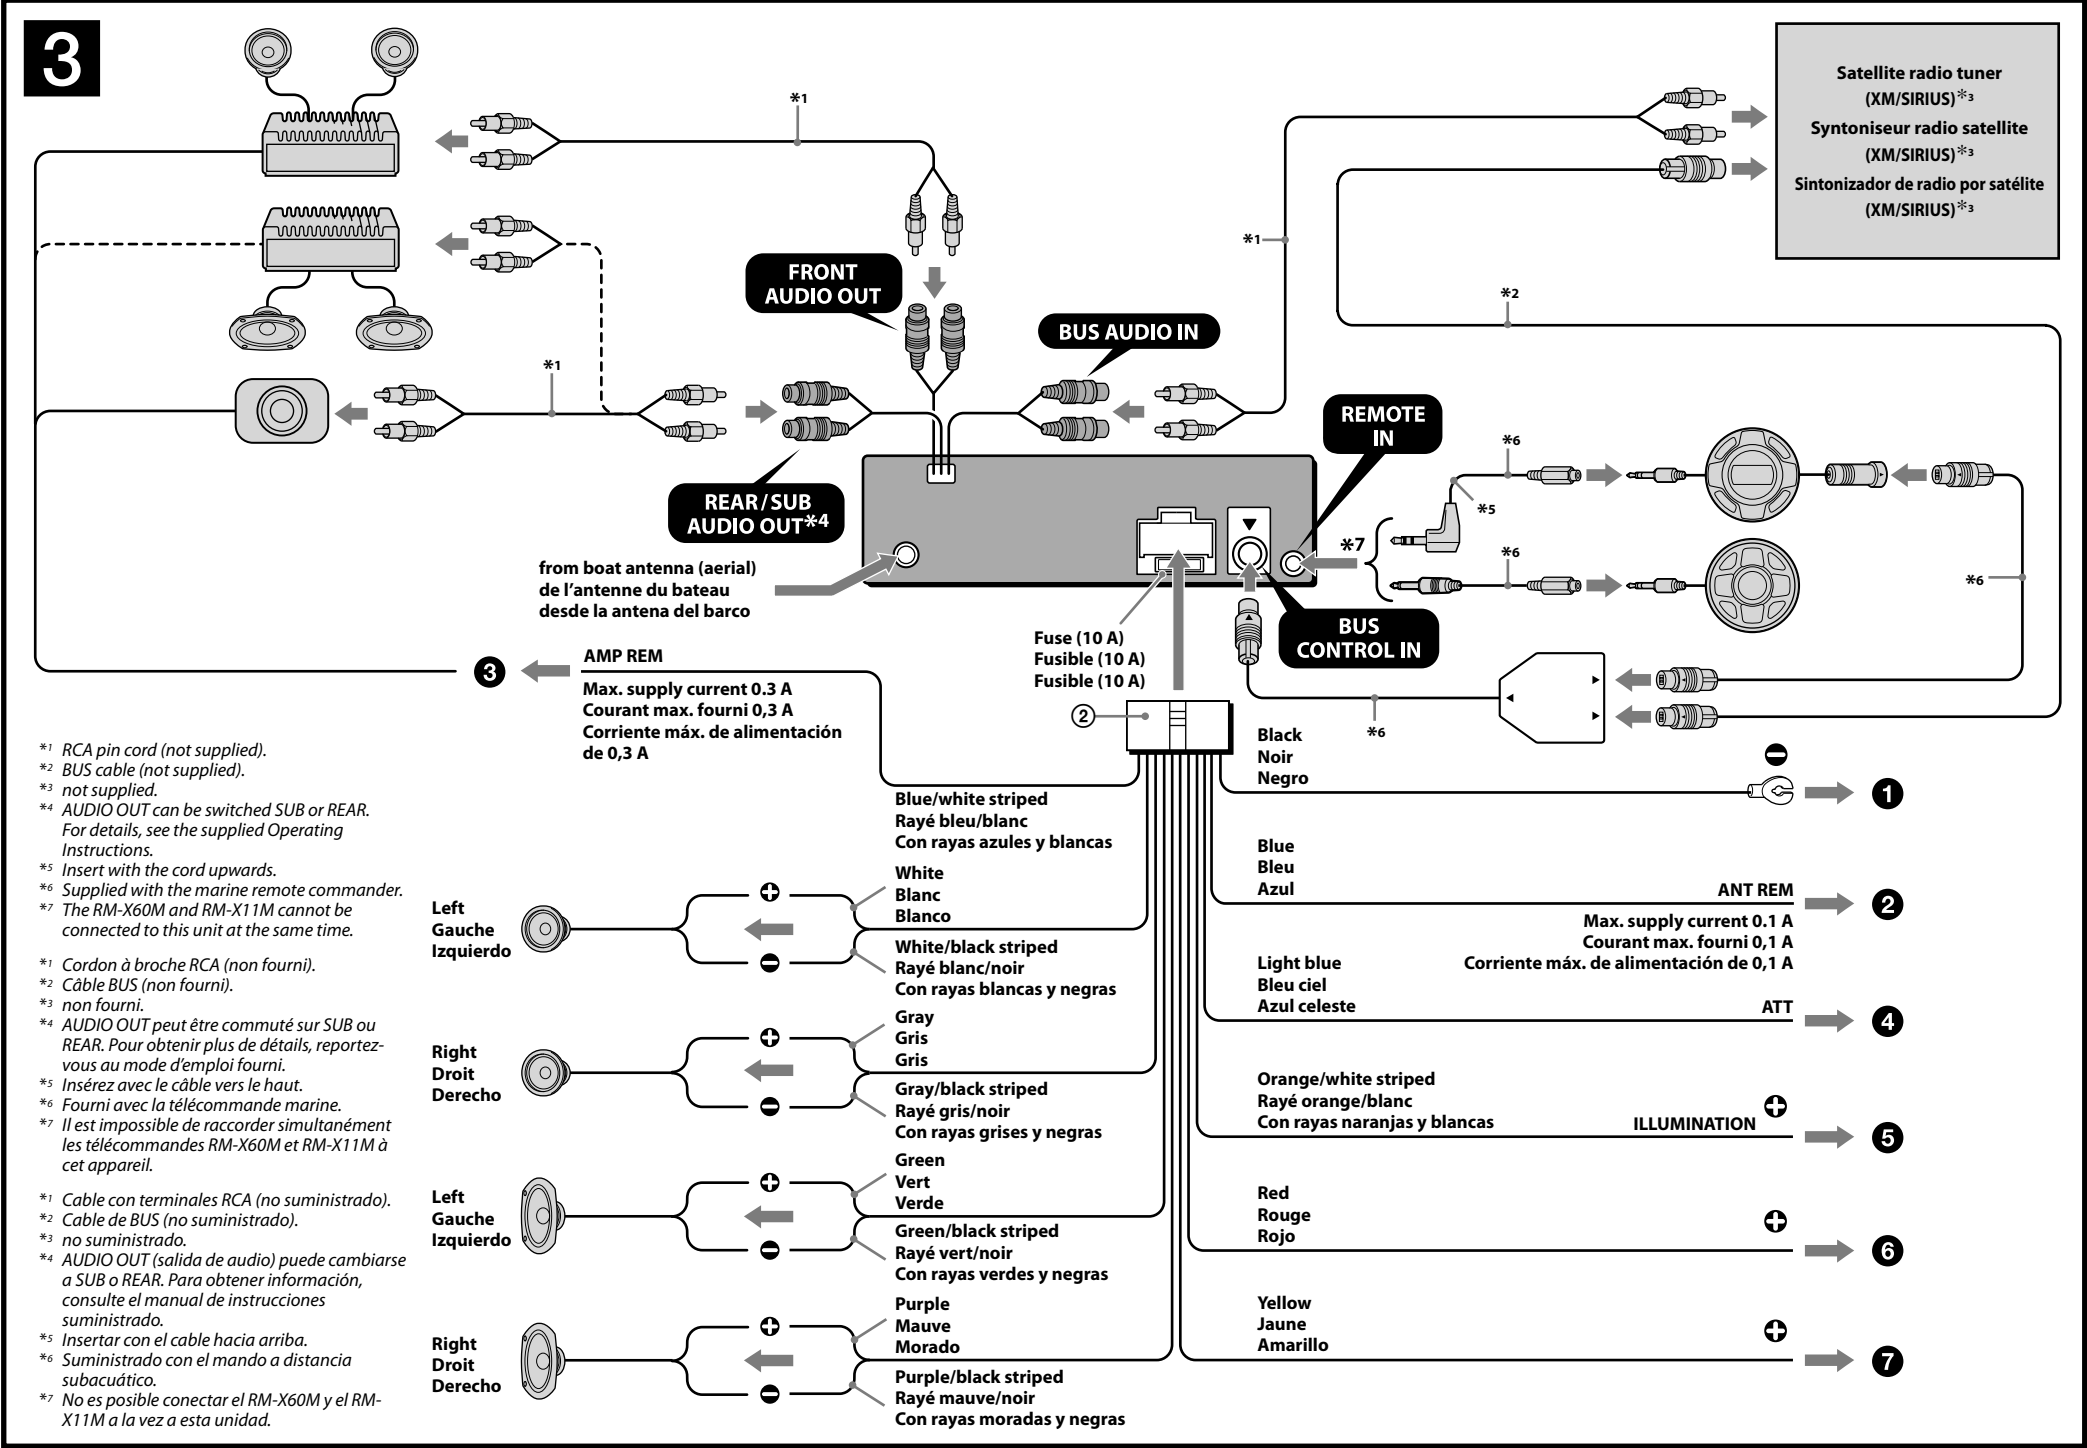 3
*1
Satellite radio tuner
(XM/SIRIUS)*3
Syntoniseur radio satellite
(XM/SIRIUS)*3
Sintonizador de radio por satélite
(XM/SIRIUS)*3
*1
*2
FRONT
AUDIO OUT
BUS AUDIO IN
*1
REMOTE
IN
*6
*5
REAR/SUB
AUDIO OUT*4
*7
*6
*6
from boat antenna (aerial)
de l'antenne du bateau
desde la antena del barco
Fuse (10 A)
Fusible (10 A)
Fusible (10 A)
BUS
CONTROL IN
3
AMP REM
Max. supply current 0.3 A
Courant max. fourni 0,3 A
Corriente máx. de alimentación
de 0,3 A
2
*6
*1 RCA pin cord (not supplied).
*2 BUS cable (not supplied).
*3 not supplied.
*4 AUDIO OUT can be switched SUB or REAR.
For details, see the supplied Operating
Instructions.
*5 Insert with the cord upwards.
*6 Supplied with the marine remote commander.
*7 The RM-X60M and RM-X11M cannot be
connected to this unit at the same time.
*1 Cordon à broche RCA (non fourni).
*2 Câble BUS (non fourni).
*3 non fourni.
*4 AUDIO OUT peut être commuté sur SUB ou
REAR. Pour obtenir plus de détails, reportez-
vous au mode d'emploi fourni.
*5 Insérez avec le câble vers le haut.
*6 Fourni avec la télécommande marine.
*7 Il est impossible de raccorder simultanément
les télécommandes RM-X60M et RM-X11M à
cet appareil.
*1 Cable con terminales RCA (no suministrado).
*2 Cable de BUS (no suministrado).
*3 no suministrado.
*4 AUDIO OUT (salida de audio) puede cambiarse
a SUB o REAR. Para obtener información,
consulte el manual de instrucciones
suministrado.
*5 Insertar con el cable hacia arriba.
*6 Suministrado con el mando a distancia
subacuático.
*7 No es posible conectar el RM-X60M y el RM-
X11M a la vez a esta unidad.
Blue/white striped
Rayé bleu/blanc
Con rayas azules y blancas
Left
Gauche
Izquierdo
White
Blanc
Blanco
White/black striped
Rayé blanc/noir
Con rayas blancas y negras
Right
Droit
Derecho
Gray
Gris
Gris
Gray/black striped
Rayé gris/noir
Con rayas grises y negras
Left
Gauche
Izquierdo
Green
Vert
Verde
Green/black striped
Rayé vert/noir
Con rayas verdes y negras
Right
Droit
Derecho
Purple
Mauve
Morado
Purple/black striped
Rayé mauve/noir
Con rayas moradas y negras
Black
Noir
Negro
1
Blue
Bleu
Azul
ANT REM
2
Max. supply current 0.1 A
Courant max. fourni 0,1 A
Corriente máx. de alimentación de 0,1 A
Light blue
Bleu ciel
Azul celeste
ATT
4
Orange/white striped
Rayé orange/blanc
Con rayas naranjas y blancas
ILLUMINATION
5
Red
Rouge
Rojo
6
Yellow
Jaune
Amarillo
7